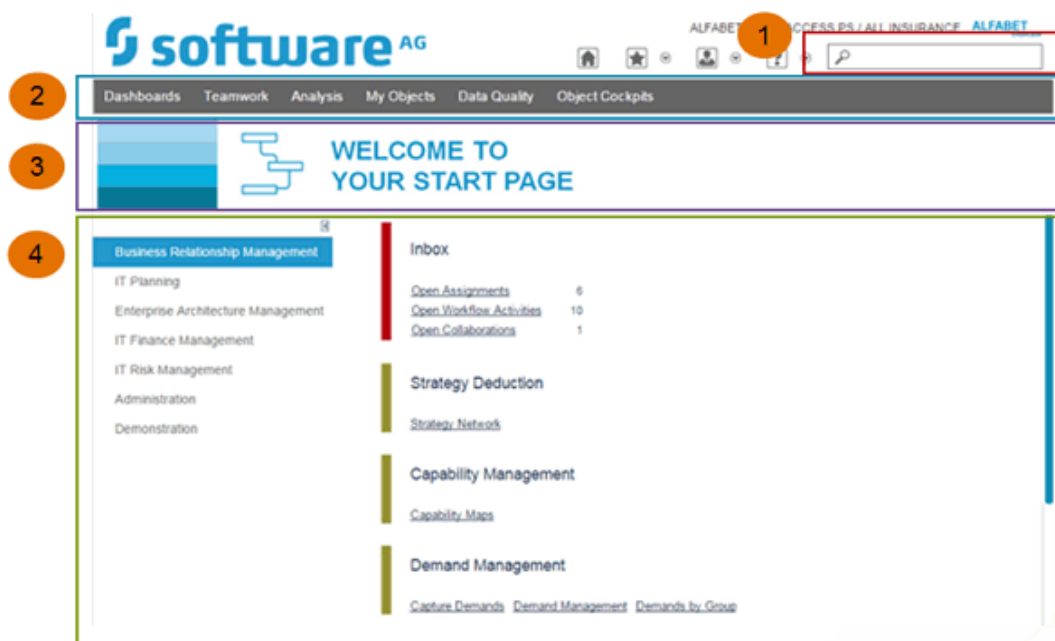 software AG
ALFABET ACCESS PS / ALL INSURANCE ALFABET
1
2
Dashboards Teamwork Analysis My Objects Data Quality Object Cockpits
3
WELCOME TO
YOUR START PAGE
4
Business Relationship Management
IT Planning
Enterprise Architecture Management
IT Finance Management
IT Risk Management
Administration
Demonstration
Inbox
Open Assignments 6
Open Workflow Activities 10
Open Collaborations 1
Strategy Deduction
Strategy Network
Capability Management
Capability Maps
Demand Management
Capture Demands Demand Management Demands by Group